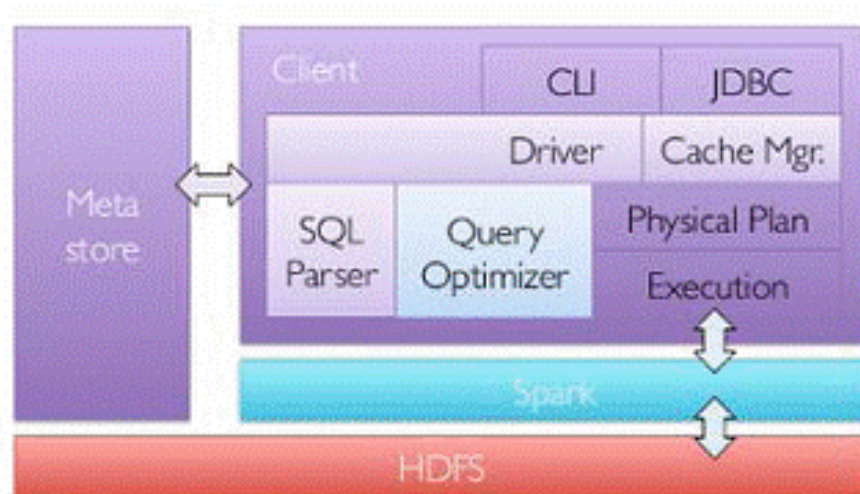 Client
CLI
JDBC
Driver
Cache Mgr.
Meta
store
SQL
Parser
Query
Optimizer
Physical Plan
Execution
Spark
HDFS